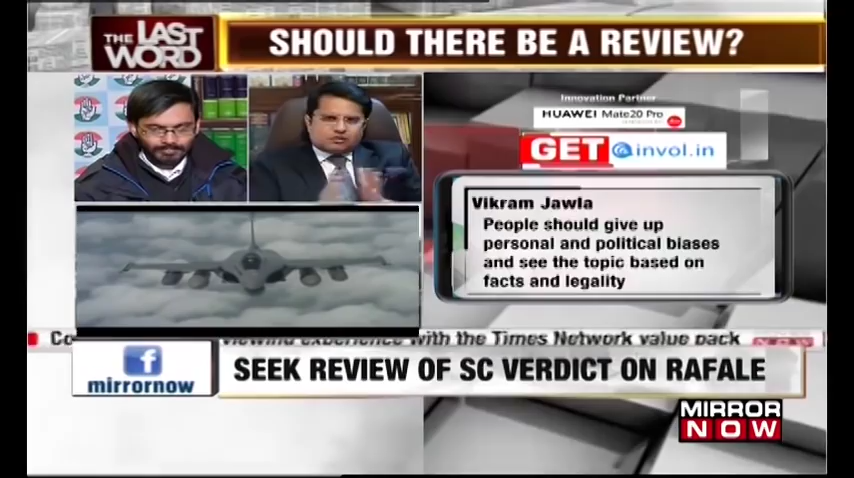 THE LAST WORD
SHOULD THERE BE A REVIEW?
Innovation Partner
HUAWEI Mate20 Pro
GET @invol.in
Vikram Jawla
People should give up
personal and political biases
and see the topic based on
facts and legality
viewing experience with the Times Network value pack
f
mirrornow
SEEK REVIEW OF SC VERDICT ON RAFALE
MIRROR
NOW